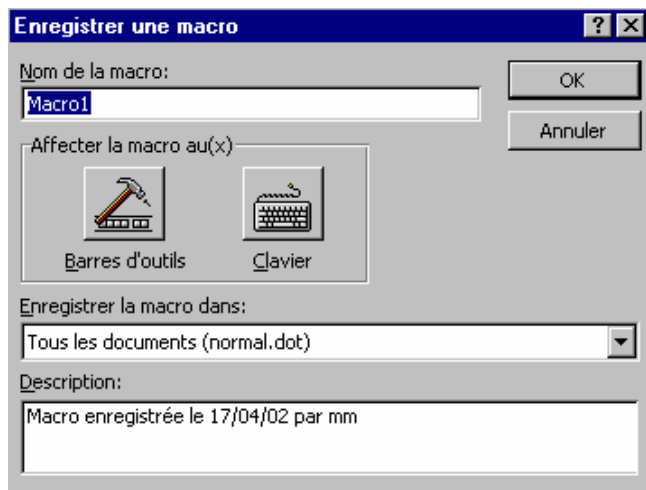 Enregistrer une macro
Nom de la macro:
OK
Macro1
Annuler
Affecter la macro au(x)
Barres d'outils
Clavier
Enregistrer la macro dans:
Tous les documents (normal.dot)
Description:
Macro enregistrée le 17/04/02 par mm